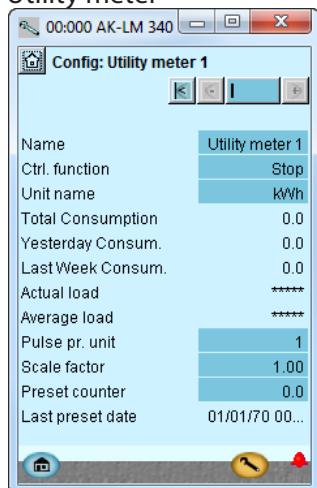 Utility meter
00:000 AK-LM 340
Config: Utility meter 1
Name Utility meter 1
Ctrl. function Stop
Unit name kWh
Total Consumption 0.0
Yesterday Consum. 0.0
Last Week Consum. 0.0
Actual load *****
Average load *****
Pulse pr. unit 1
Scale factor 1.00
Preset counter 0.0
Last preset date 01/01/70 00...